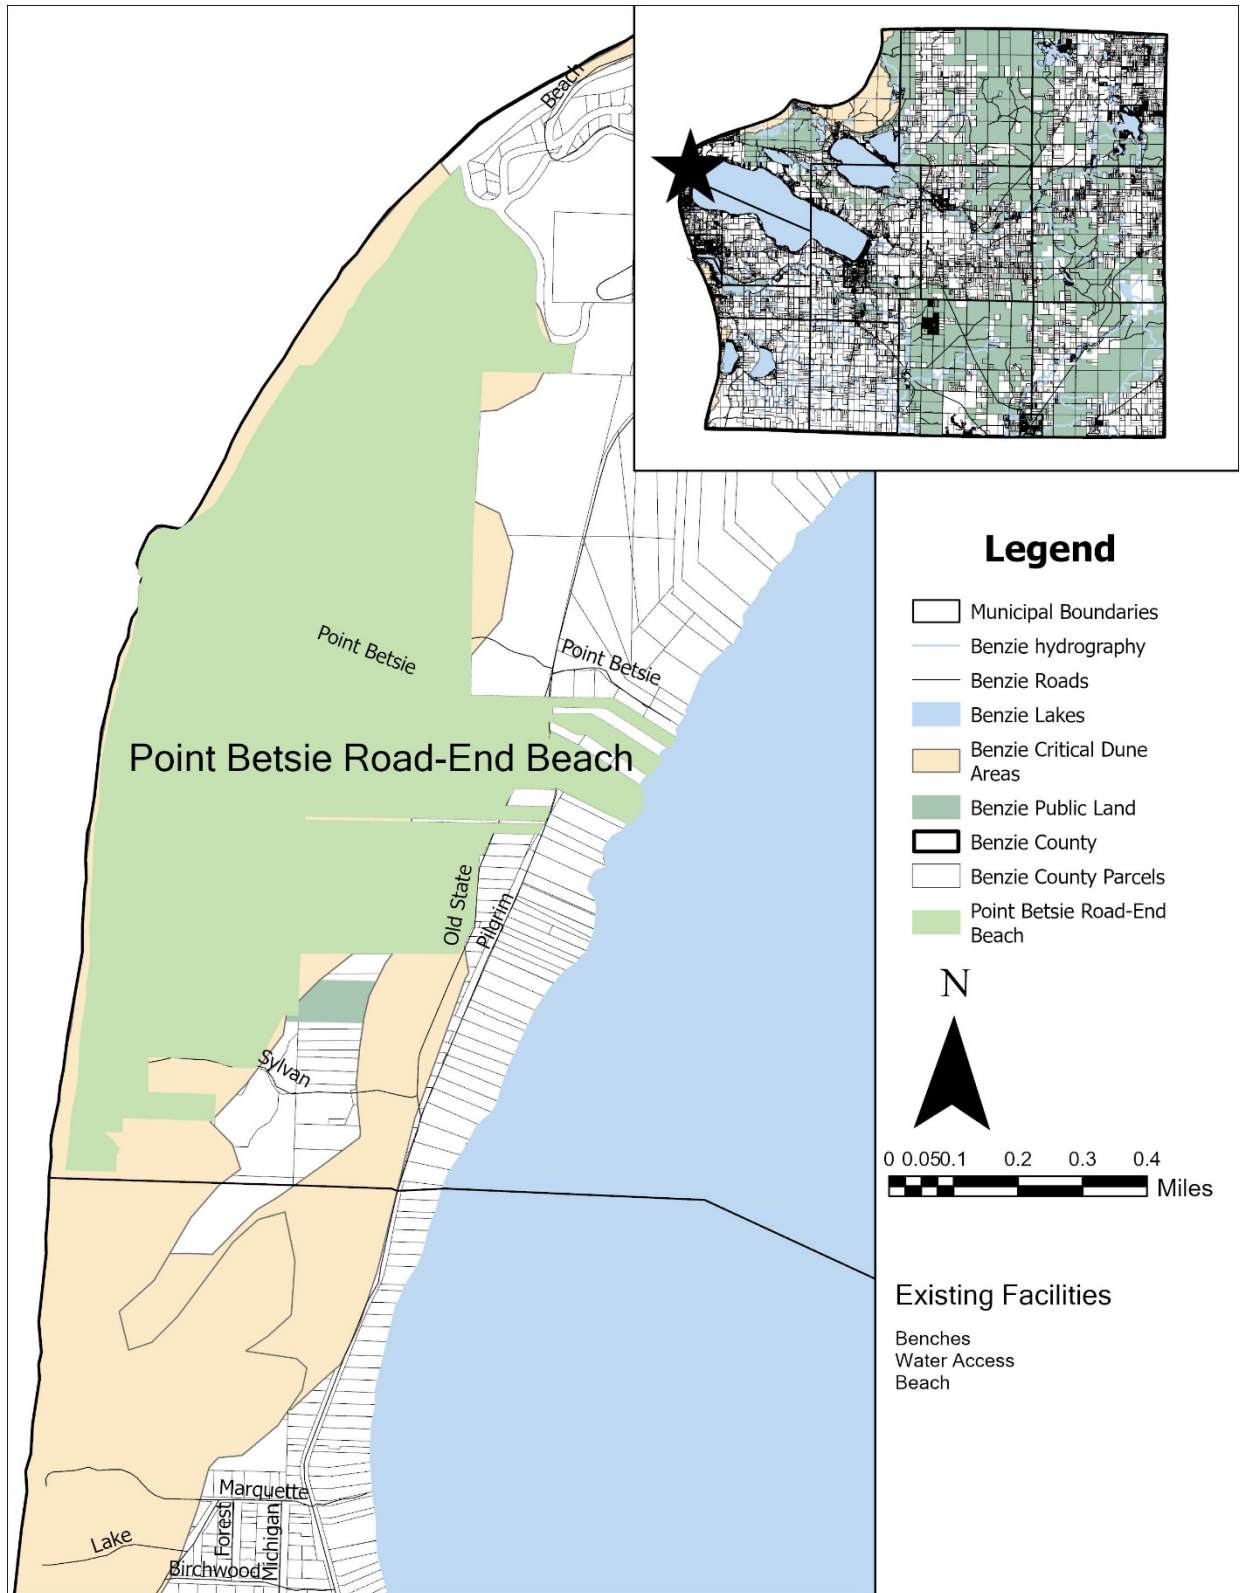 Beach
Point Betsie
Point Betsie
Point Betsie Road-End Beach
Old State
Pilgrim
Sylvan
Marquette
Forest
Michigan
Lake
Birchwood
Legend
Municipal Boundaries
Benzie hydrography
Benzie Roads
Benzie Lakes
Benzie Critical Dune
Areas
Benzie Public Land
Benzie County
Benzie County Parcels
Point Betsie Road-End
Beach
N
0 0.05 0.1 0.2 0.3 0.4
Miles
Existing Facilities
Benches
Water Access
Beach